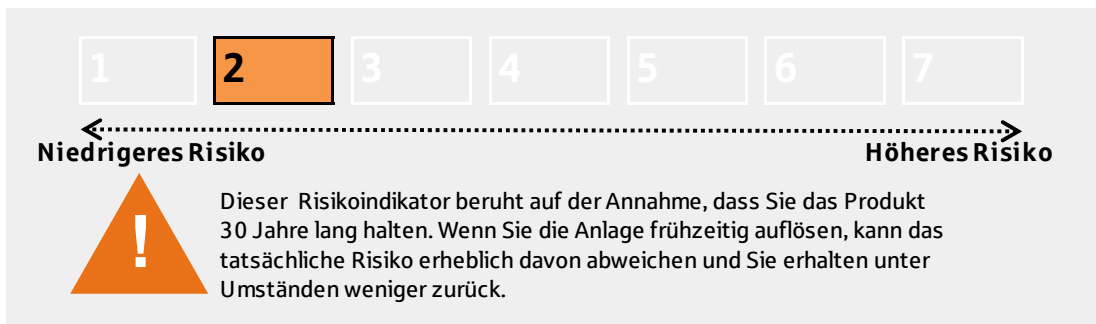 1 2 3 4 5 6 7
Niedrigeres Risiko Höheres Risiko
!
Dieser Risikoindikator beruht auf der Annahme, dass Sie das Produkt
30 Jahre lang halten. Wenn Sie die Anlage frühzeitig auflösen, kann das
tatsächliche Risiko erheblich davon abweichen und Sie erhalten unter
Umständen weniger zurück.